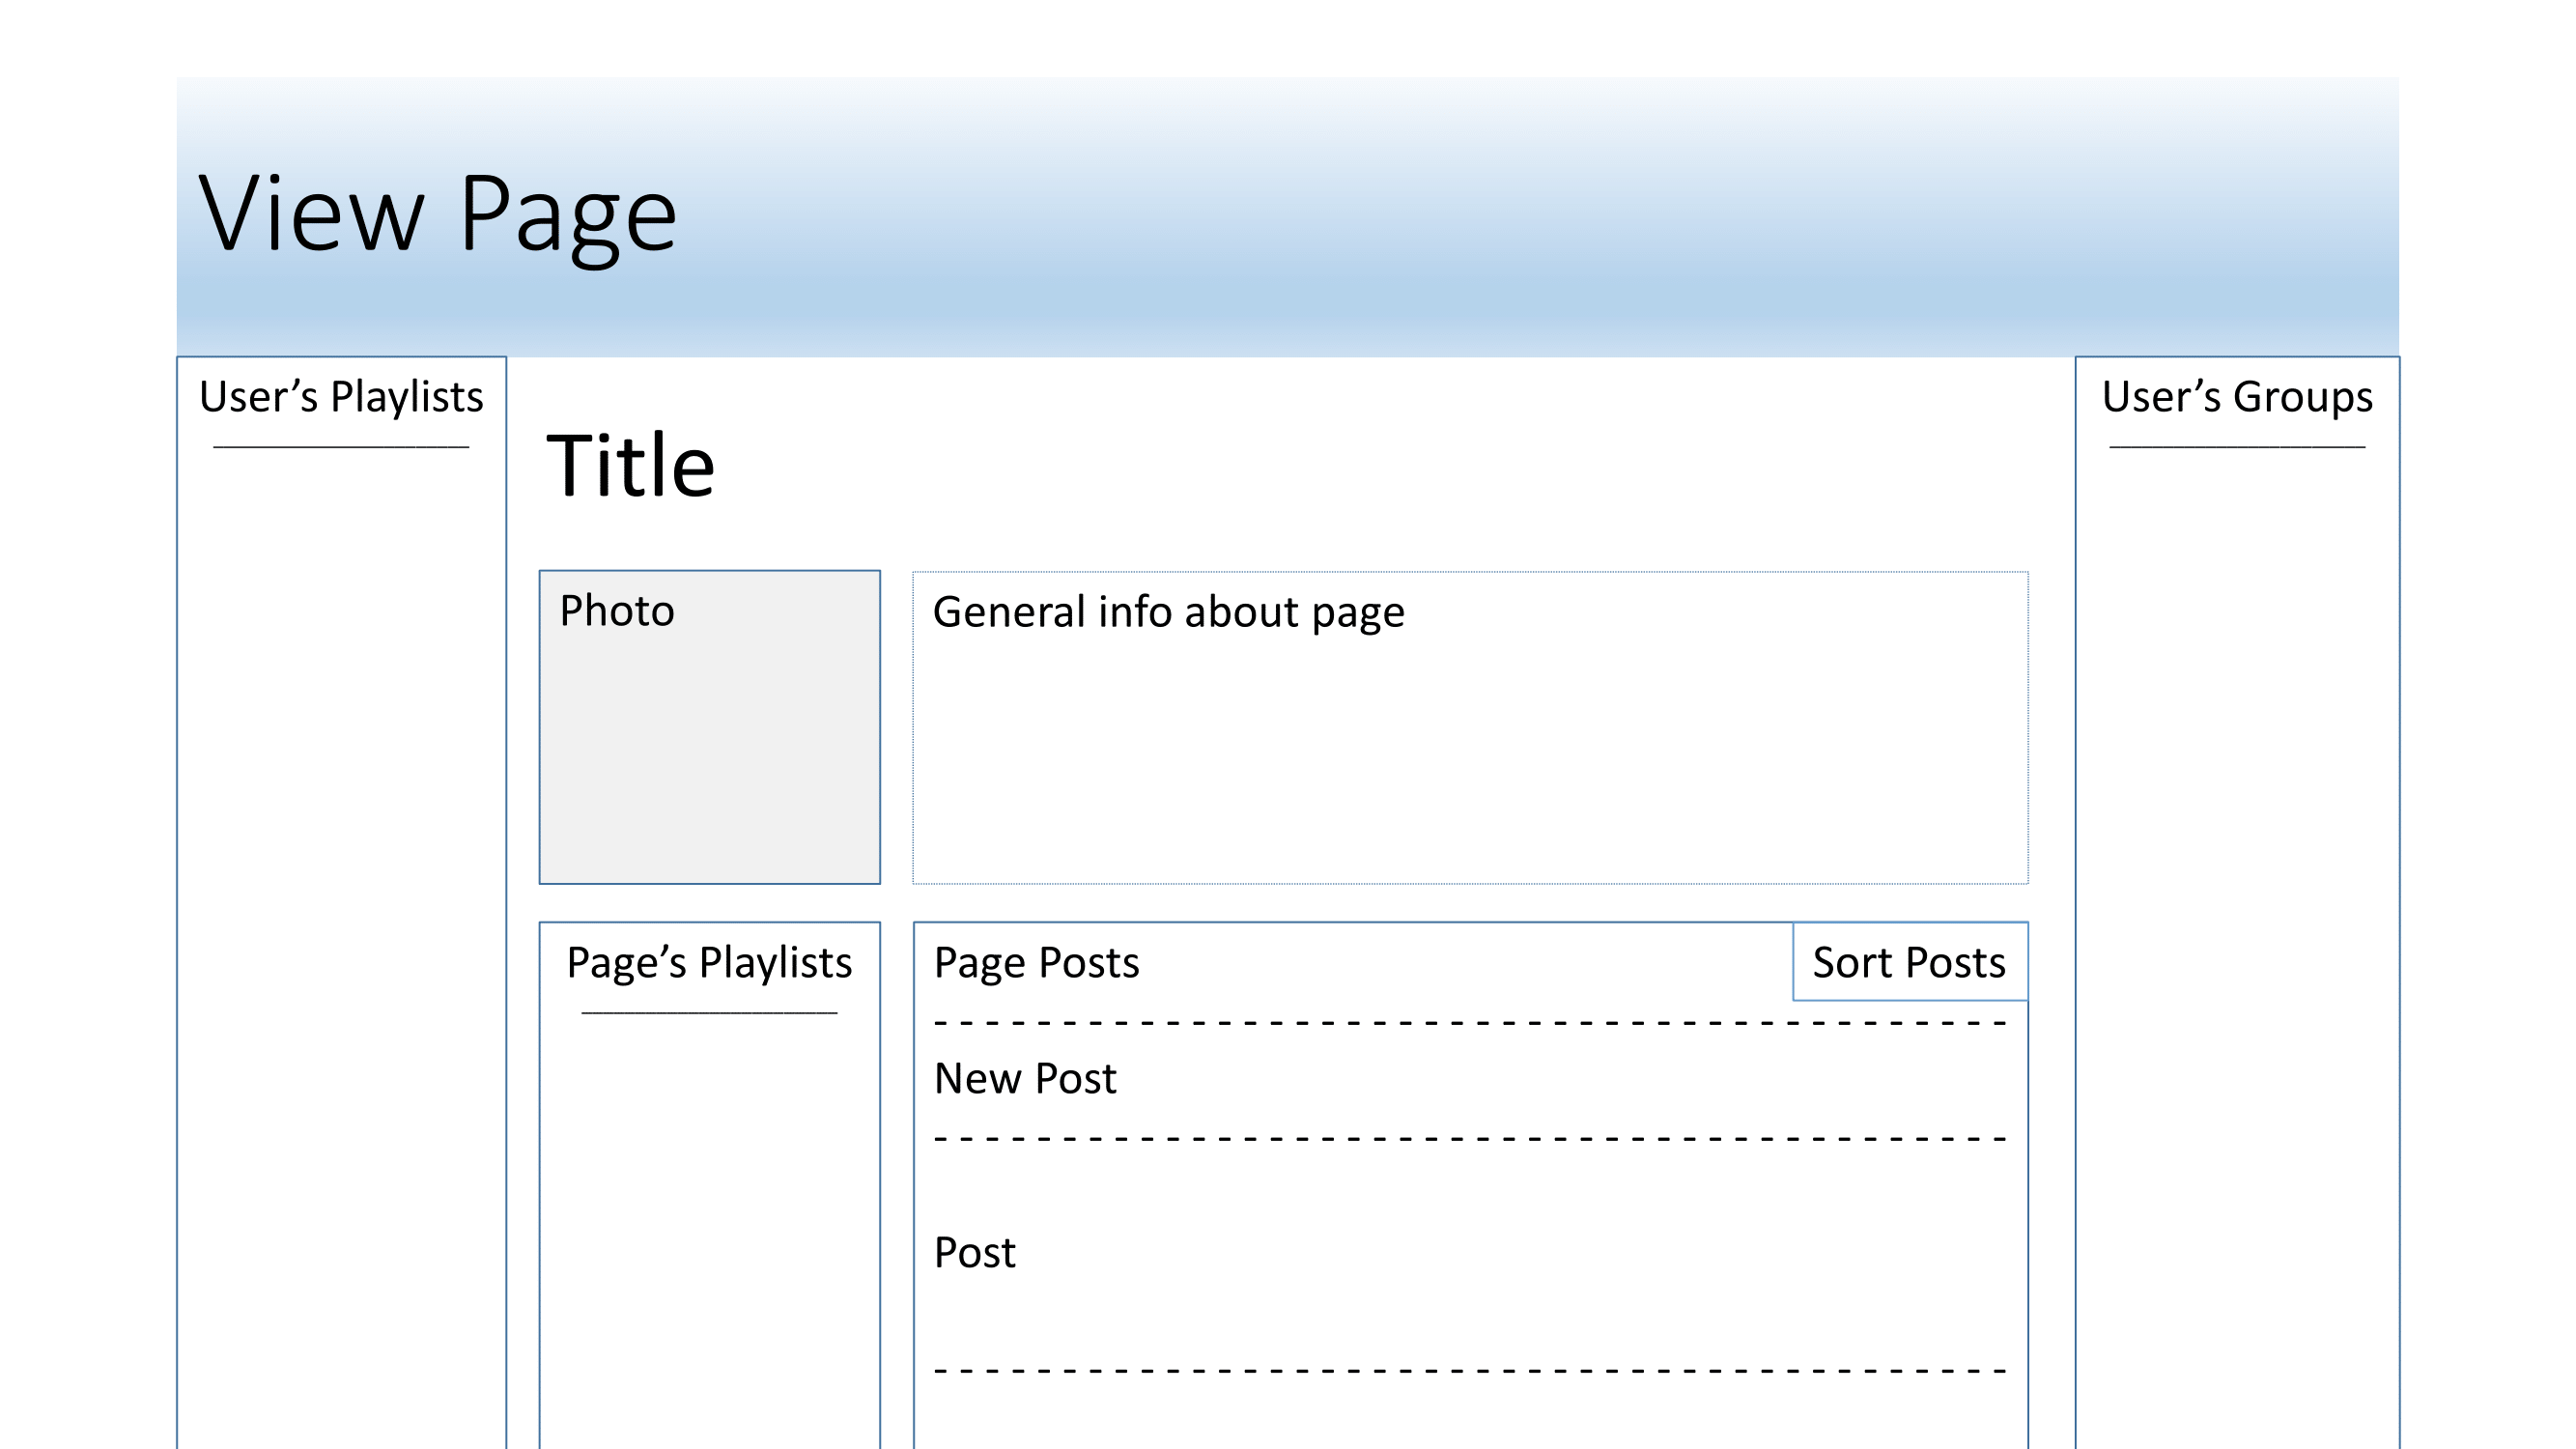 View Page
User’s Playlists
Title
User’s Groups
Photo
General info about page
Page’s Playlists
Page Posts
Sort Posts
New Post
Post